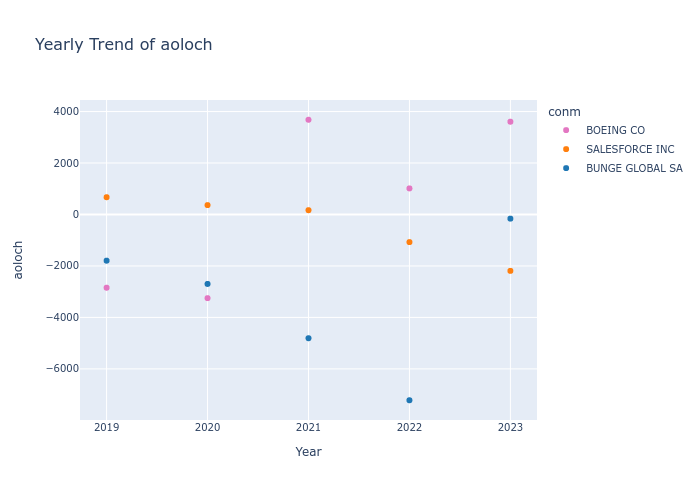 Yearly Trend of aoloch
conm
BOEING CO
SALESFORCE INC
BUNGE GLOBAL SA
aoloch
4000
2000
0
−2000
−4000
−6000
2019 2020 2021 2022 2023
Year